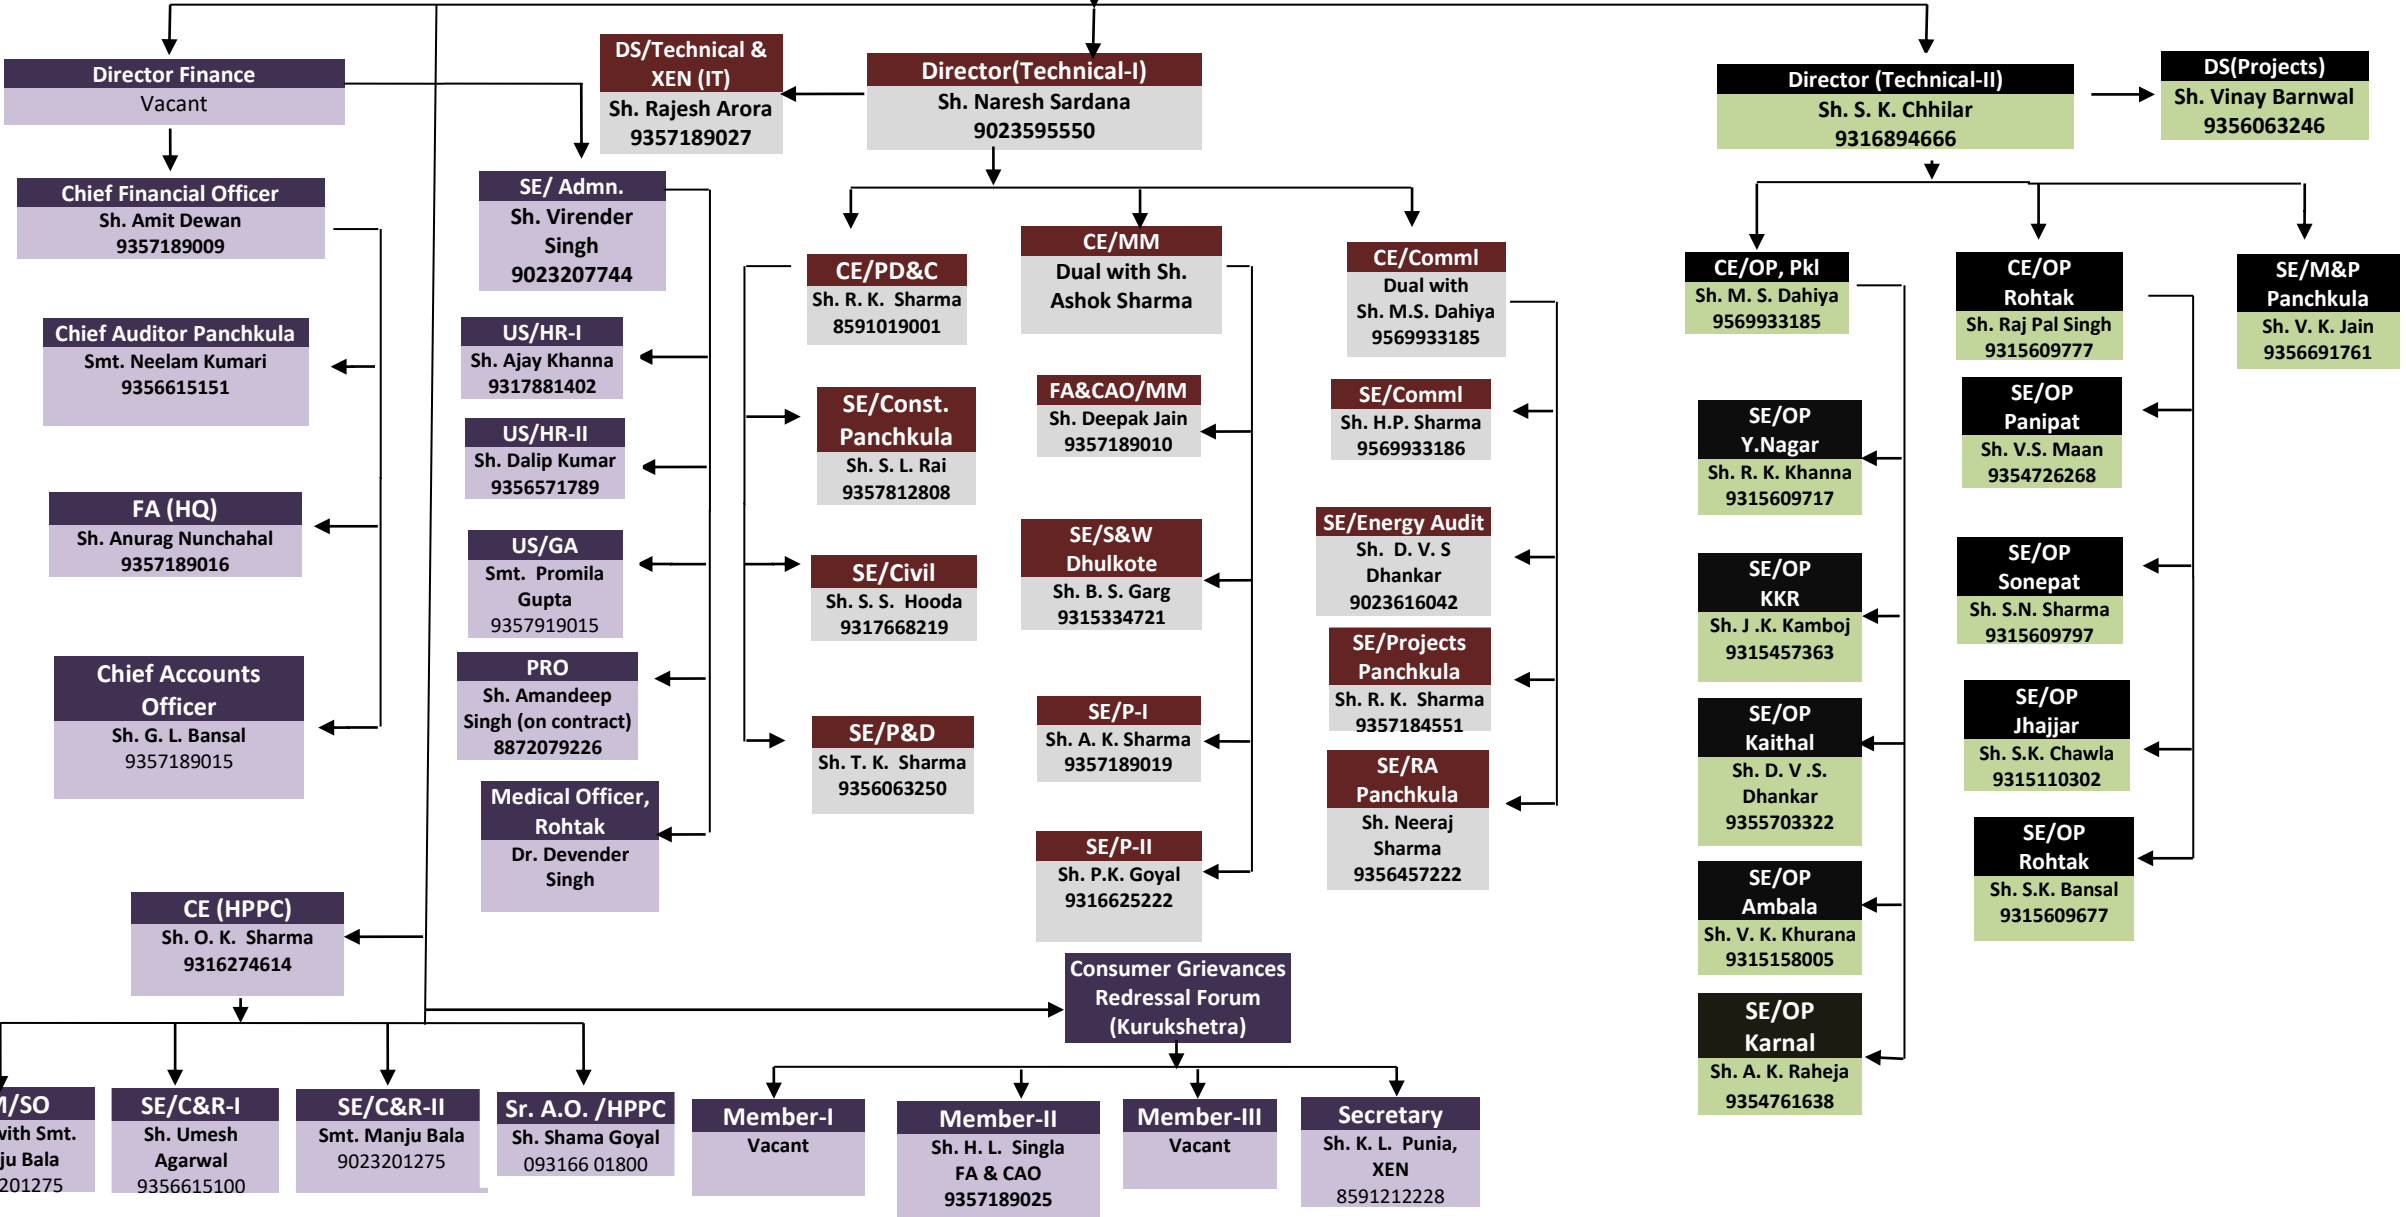 Director Finance
Vacant
DS/Technical &
XEN (IT)
Sh. Rajesh Arora
9357189027
Director(Technical-I)
Sh. Naresh Sardana
9023595550
Director (Technical-II)
Sh. S. K. Chhilar
9316894666
DS(Projects)
Sh. Vinay Barnwal
9356063246
Chief Financial Officer
Sh. Amit Dewan
9357189009
Chief Auditor Panchkula
Smt. Neelam Kumari
9356615151
FA (HQ)
Sh. Anurag Nunchahal
9357189016
Chief Accounts
Officer
Sh. G. L. Bansal
9357189015
SE/ Admn.
Sh. Virender
Singh
9023207744
US/HR-I
Sh. Ajay Khanna
9317881402
US/HR-II
Sh. Dalip Kumar
9356571789
US/GA
Smt. Promila
Gupta
9357919015
PRO
Sh. Amandeep
Singh (on contract)
8872079226
Medical Officer,
Rohtak
Dr. Devender
Singh
CE/PD&C
Sh. R. K. Sharma
8591019001
SE/Const.
Panchkula
Sh. S. L. Rai
9357812808
SE/Civil
Sh. S. S. Hooda
9317668219
SE/P&D
Sh. T. K. Sharma
9356063250
CE/MM
Dual with Sh.
Ashok Sharma
FA&CAO/MM
Sh. Deepak Jain
9357189010
SE/S&W
Dhulkote
Sh. B. S. Garg
9315334721
SE/P-I
Sh. A. K. Sharma
9357189019
SE/P-II
Sh. P.K. Goyal
9316625222
CE/Comml
Dual with
Sh. M.S. Dahiya
9569933185
SE/Comml
Sh. H.P. Sharma
9569933186
SE/Energy Audit
Sh. D. V. S
Dhankar
9023616042
SE/Projects
Panchkula
Sh. R. K. Sharma
9357184551
SE/RA
Panchkula
Sh. Neeraj
Sharma
9356457222
CE/OP, Pkl
Sh. M. S. Dahiya
9569933185
SE/OP
Y.Nagar
Sh. R. K. Khanna
9315609717
SE/OP
KKR
Sh. J .K. Kamboj
9315457363
SE/OP
Kaithal
Sh. D. V .S.
Dhankar
9355703322
SE/OP
Ambala
Sh. V. K. Khurana
9315158005
SE/OP
Karnal
Sh. A. K. Raheja
9354761638
CE/OP
Rohtak
Sh. Raj Pal Singh
9315609777
SE/OP
Panipat
Sh. V.S. Maan
9354726268
SE/OP
Sonepat
Sh. S.N. Sharma
9315609797
SE/OP
Jhajjar
Sh. S.K. Chawla
9315110302
SE/OP
Rohtak
Sh. S.K. Bansal
9315609677
SE/M&P
Panchkula
Sh. V. K. Jain
9356691761
CE (HPPC)
Sh. O. K. Sharma
9316274614
/SO
with Smt.
ju Bala
201275
SE/C&R-I
Sh. Umesh
Agarwal
9356615100
SE/C&R-II
Smt. Manju Bala
9023201275
Sr. A.O. /HPPC
Sh. Shama Goyal
093166 01800
Consumer Grievances
Redressal Forum
(Kurukshetra)
Member-I
Vacant
Member-II
Sh. H. L. Singla
FA & CAO
9357189025
Member-III
Vacant
Secretary
Sh. K. L. Punia,
XEN
8591212228